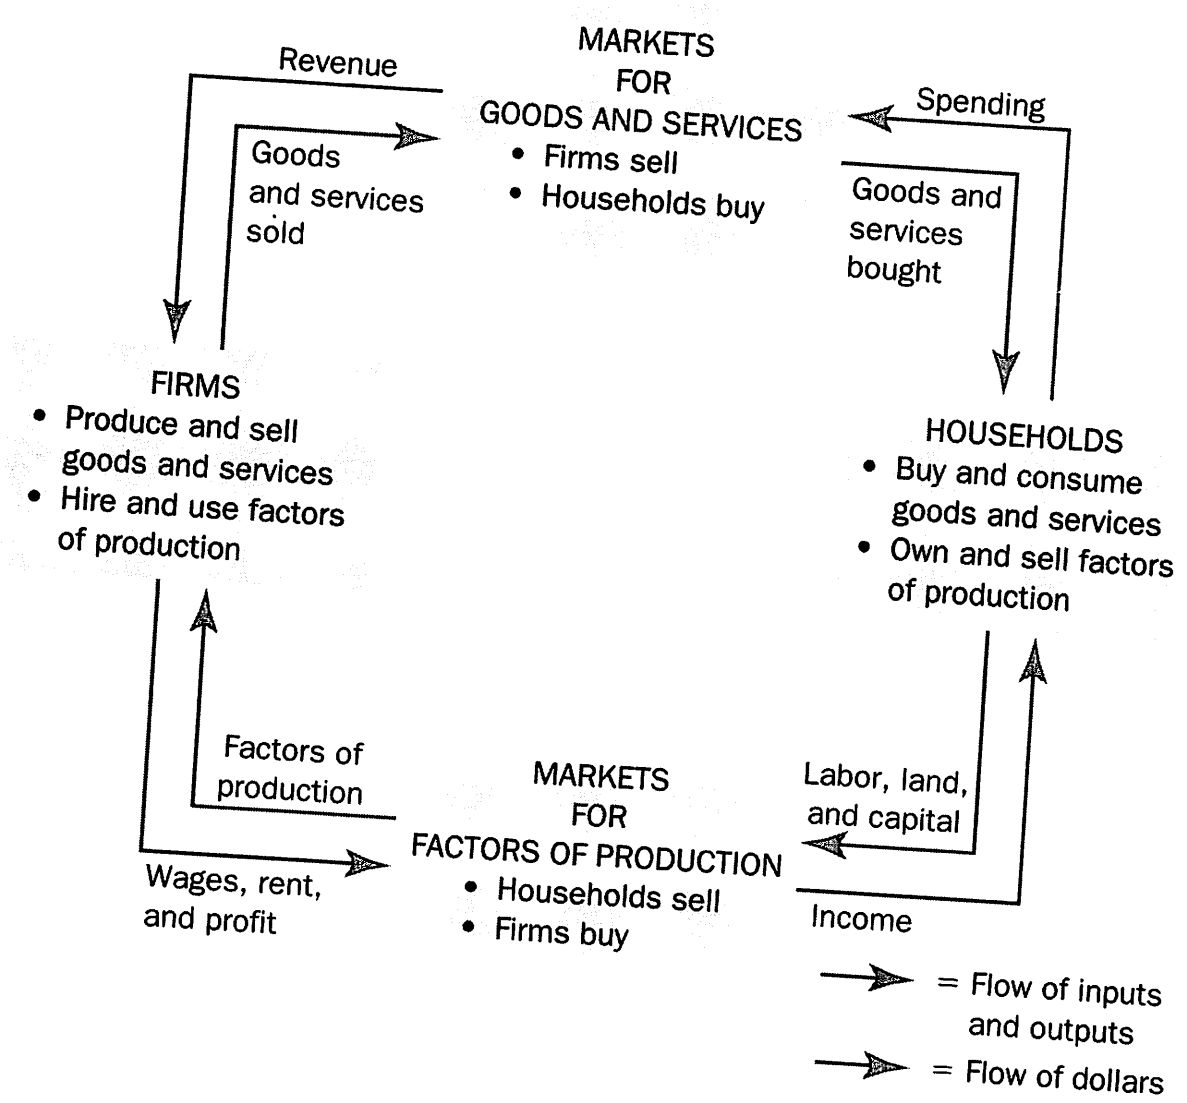 MARKETS
FOR
GOODS AND SERVICES
• Firms sell
• Households buy
Revenue
Goods
and services
sold
Spending
Goods and
services
bought
FIRMS
• Produce and sell
goods and services
• Hire and use factors
of production
HOUSEHOLDS
• Buy and consume
goods and services
• Own and sell factors
of production
Factors of
production
Wages, rent,
and profit
MARKETS
FOR
FACTORS OF PRODUCTION
• Households sell
• Firms buy
Labor, land,
and capital
Income
= Flow of inputs
and outputs
= Flow of dollars